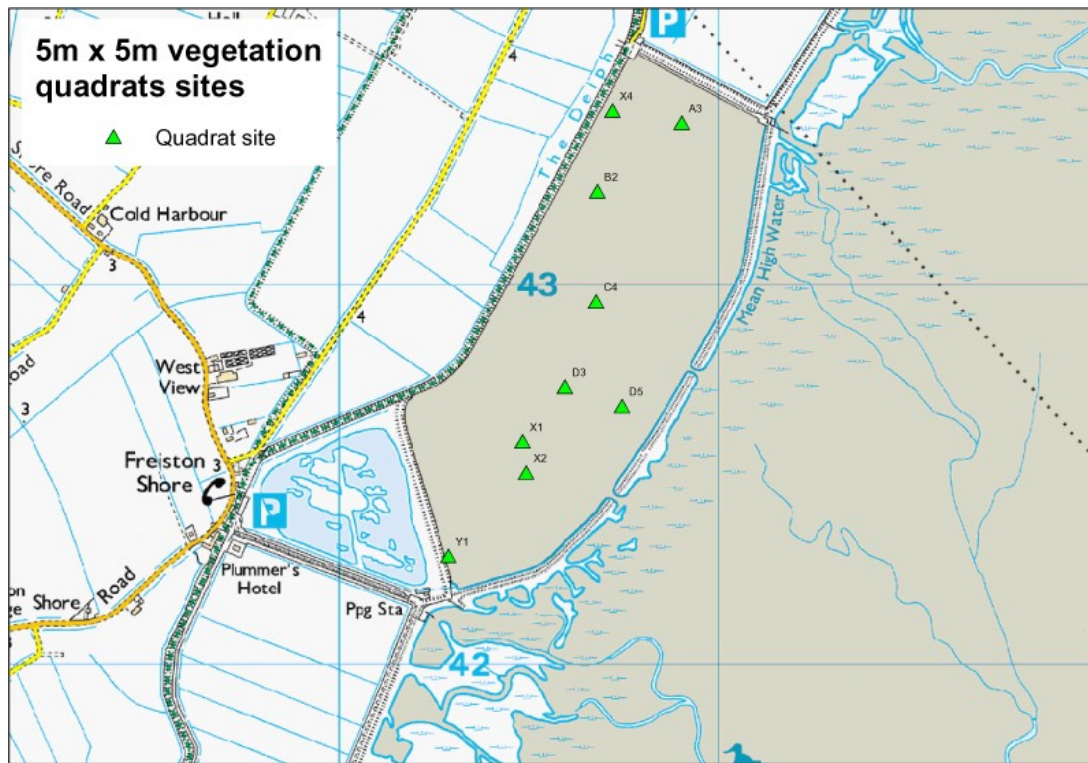 5m x 5m vegetation
quadrats sites
Quadrat site
Hall
4
P
The Deph
X4
A3
Shore Road
B2
Cold Harbour
3
43
C4
Mean High Water
4
West
View
Road
D3
D5
3
X1
X2
3
Freiston
Shore
P
Y1
Plummer's
Hotel
Shore Road
Ppg Sta
42